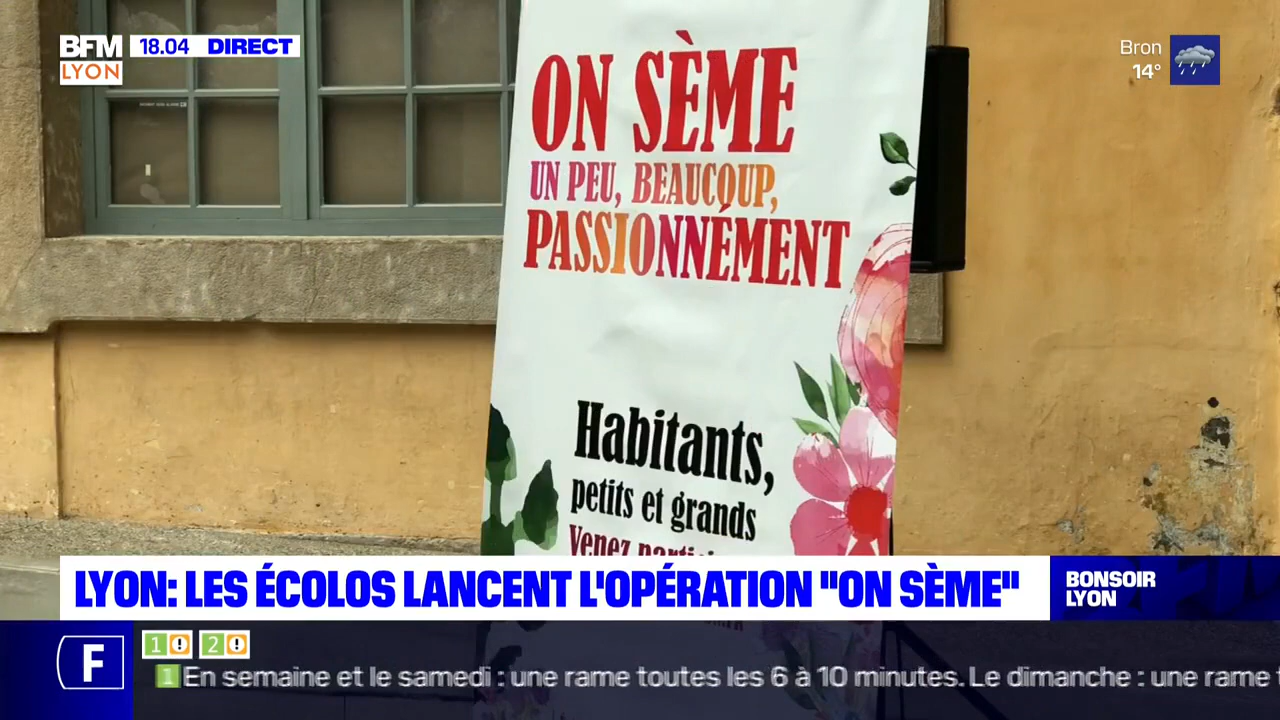 BFM
LYON
18.04 DIRECT
Bron
14°
ON SÈME
UN PEU, BEAUCOUP,
PASSIONNÉMENT
Habitants,
petits et grands
Venez
LYON: LES ÉCOLOS LANCENT L'OPÉRATION "ON SÈME"
BONSOIR
LYON
F
1 ! 2 !
1 En semaine et le samedi : une rame toutes les 6 à 10 minutes. Le dimanche : une rame